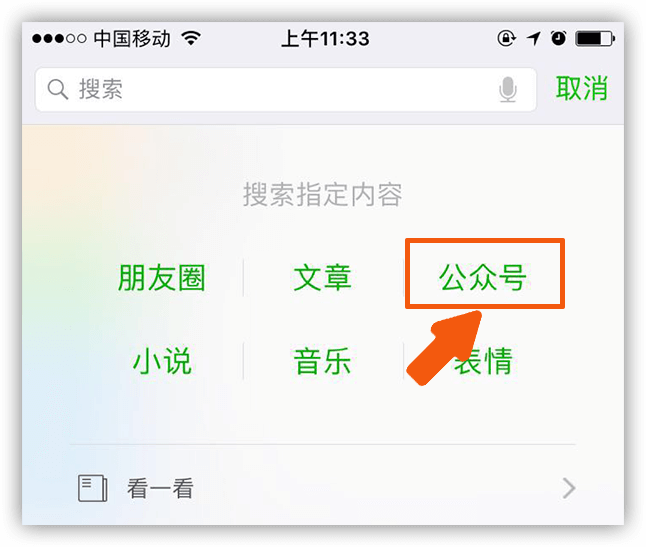 中国移动 上午11:33
搜索 取消
搜索指定内容
朋友圈 文章 公众号
小说 音乐 表情
看一看